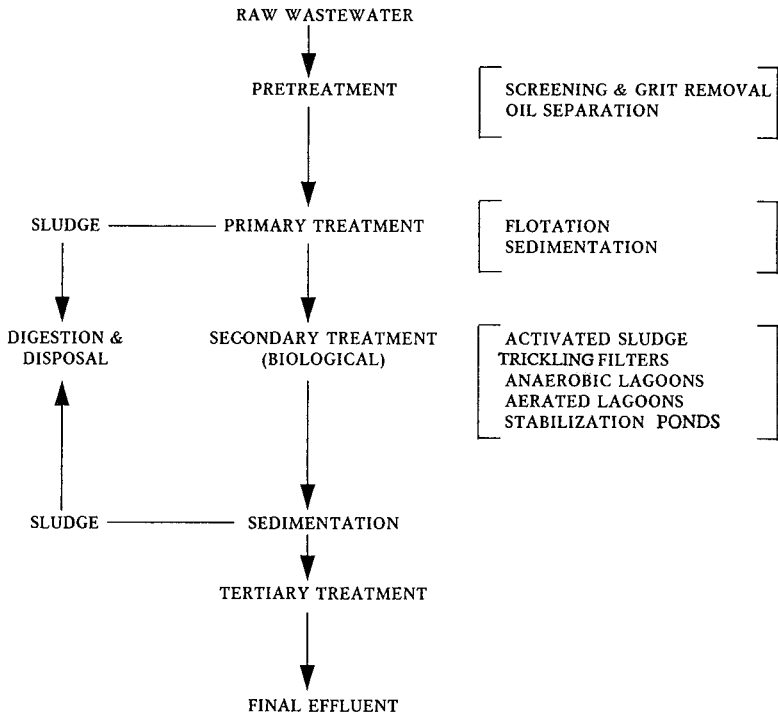 RAW WASTEWATER
PRETREATMENT
SCREENING & GRIT REMOVAL
OIL SEPARATION
SLUDGE
PRIMARY TREATMENT
FLOTATION
SEDIMENTATION
DIGESTION &
DISPOSAL
SECONDARY TREATMENT
(BIOLOGICAL)
ACTIVATED SLUDGE
TRICKLING FILTERS
ANAEROBIC LAGOONS
AERATED LAGOONS
STABILIZATION PONDS
SLUDGE
SEDIMENTATION
TERTIARY TREATMENT
FINAL EFFLUENT